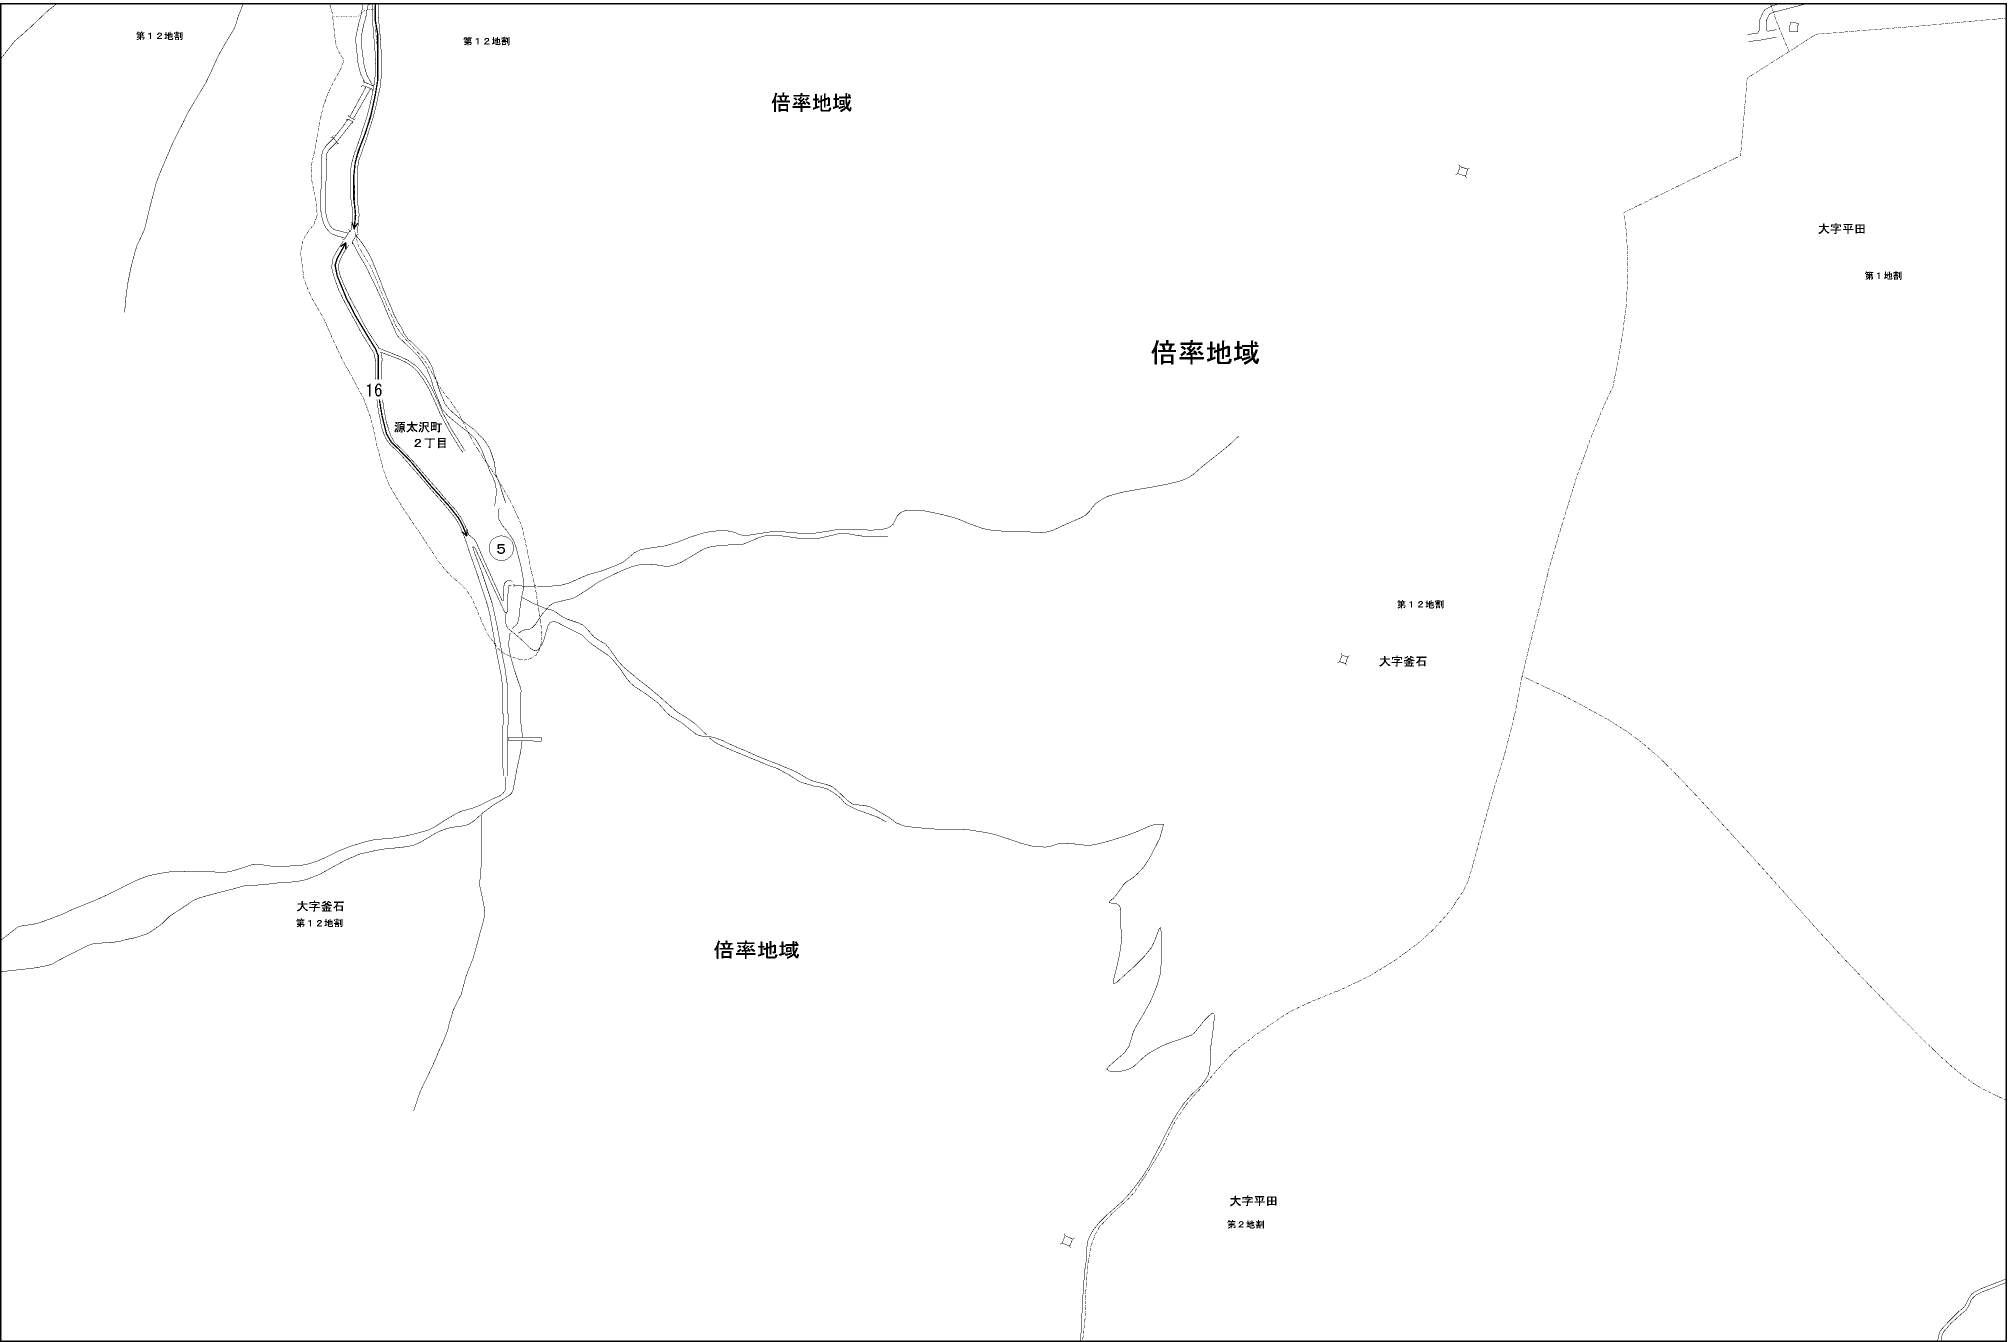 第１２地割
第１２地割
倍率地域
大字平田
第１地割
倍率地域
16
源太沢町
２丁目
5
第１２地割
大字釜石
大字釜石
第１２地割
倍率地域
大字平田
第２地割